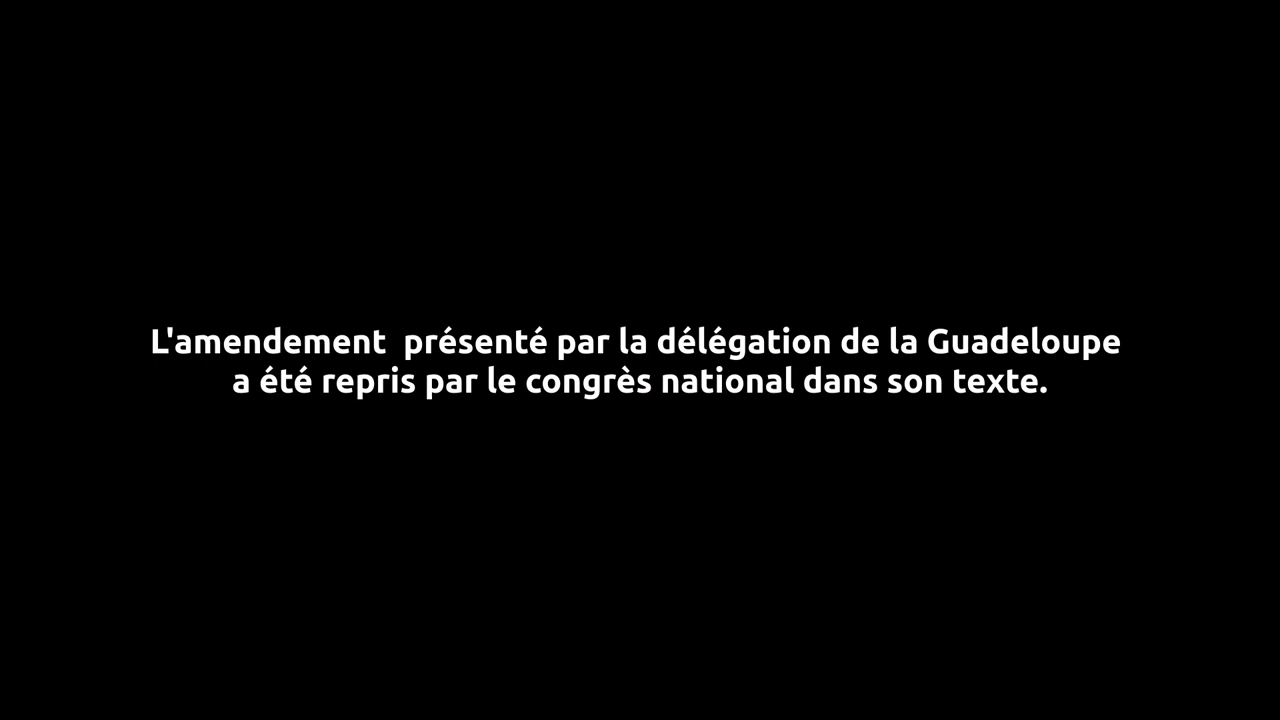 L'amendement  présenté par la délégation de la Guadeloupe
a été repris par le congrès national dans son texte.